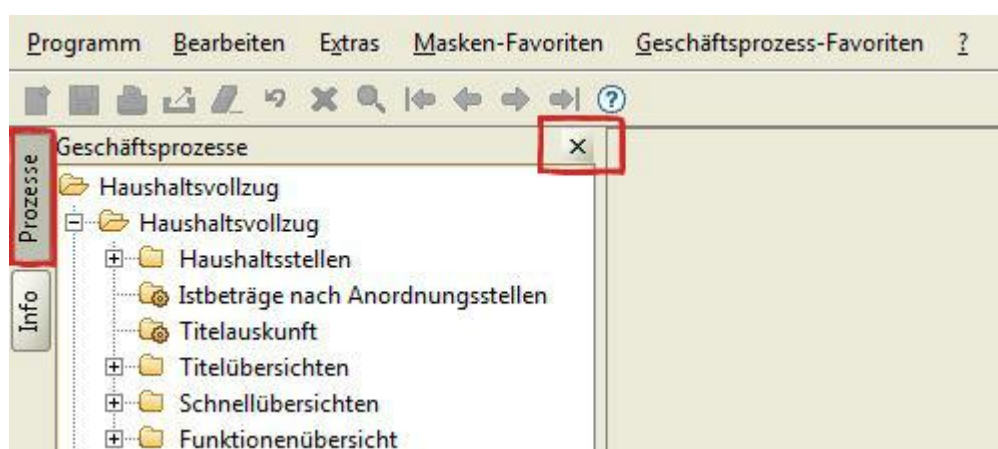 Programm Bearbeiten Extras Masken-Favoriten Geschäftsprozess-Favoriten ?
Prozesse
Info
Geschäftsprozesse
Haushaltsvollzug
Haushaltsvollzug
Haushaltsstellen
Istbeträge nach Anordnungsstellen
Titelauskunft
Titelübersichten
Schnellübersichten
Funktionenübersicht